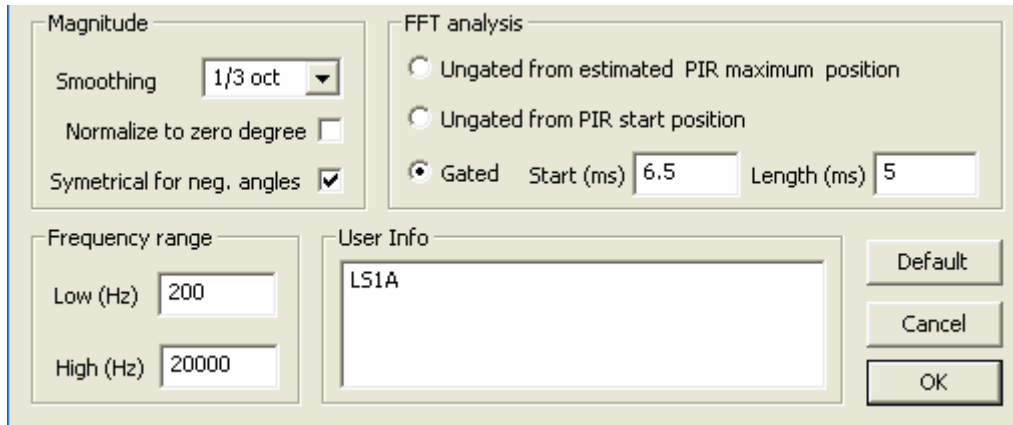 Magnitude
Smoothing 1/3 oct
Normalize to zero degree
Symetrical for neg. angles
FFT analysis
Ungated from estimated PIR maximum position
Ungated from PIR start position
Gated Start (ms) 6.5 Length (ms) 5
Frequency range
Low (Hz) 200
High (Hz) 20000
User Info
LS1A
Default
Cancel
OK